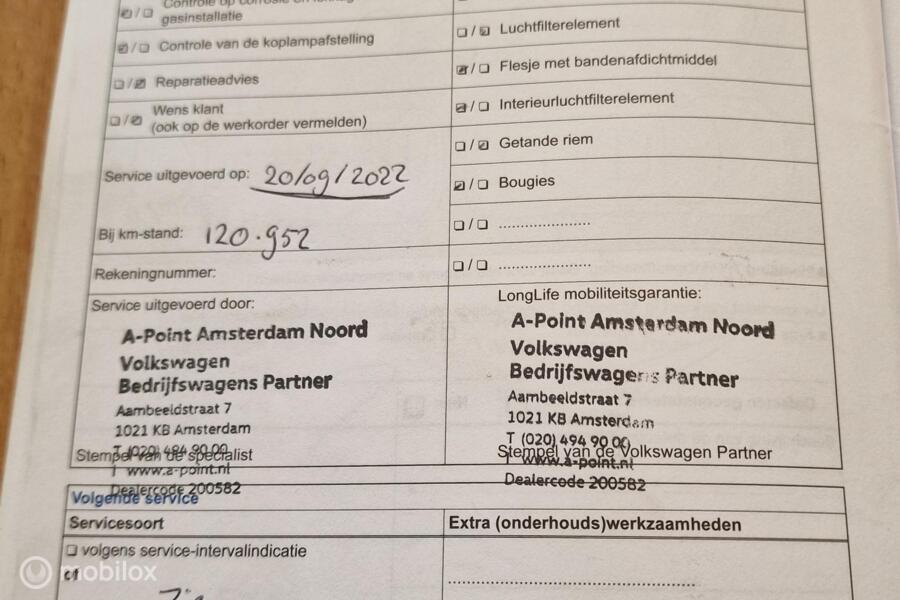 Controle op corrosie en
gasinstallatie
Controle van de koplampafstelling
Reparatieadvies
Wens klant
(ook op de werkorder vermelden)
Service uitgevoerd op: 20/09/2022
Bij km-stand: 120.952
Rekeningnummer:
Service uitgevoerd door:
A-Point Amsterdam Noord
Volkswagen
Bedrijfswagens Partner
Aambeeldstraat 7
1021 KB Amsterdam
T (020) 494 90 00
Stempel van de specialist
I www.a-point.nl
Dealercode 200582
Luchtfilterelement
Flesje met bandenafdichtmiddel
Interieurluchtfilterelement
Getande riem
Bougies
LongLife mobiliteitsgarantie:
A-Point Amsterdam Noord
Volkswagen
Bedrijfswagens Partner
Aambeeldstraat 7
1021 KB Amsterdam
T (020) 494 90 00
Stempel van de Volkswagen Partner
I www.a-point.nl
Dealercode 200582
Volgende service
Servicesoort
Extra (onderhouds)werkzaamheden
volgens service-intervalindicatie
of
mobilox